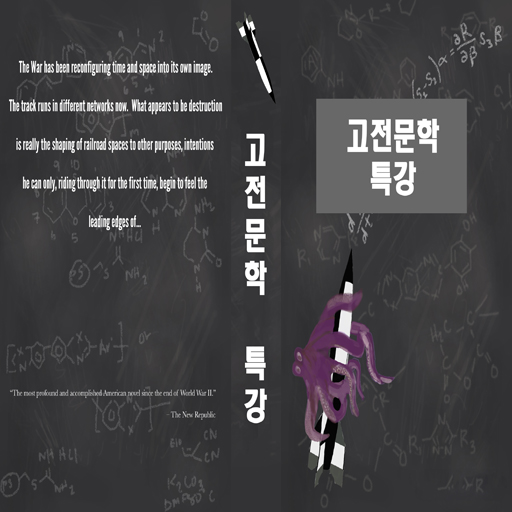 The War has been reconfiguring time and space into its own image.
The track runs in different networks now. What appears to be destruction
is really the shaping of railroad spaces to other purposes, intentions
he can only, riding through it for the first time, begin to feel the
leading edges of...
"The most profound and accomplished American novel since the end of World War II."
The New Republic
고전문학 특강
고전문학
특강